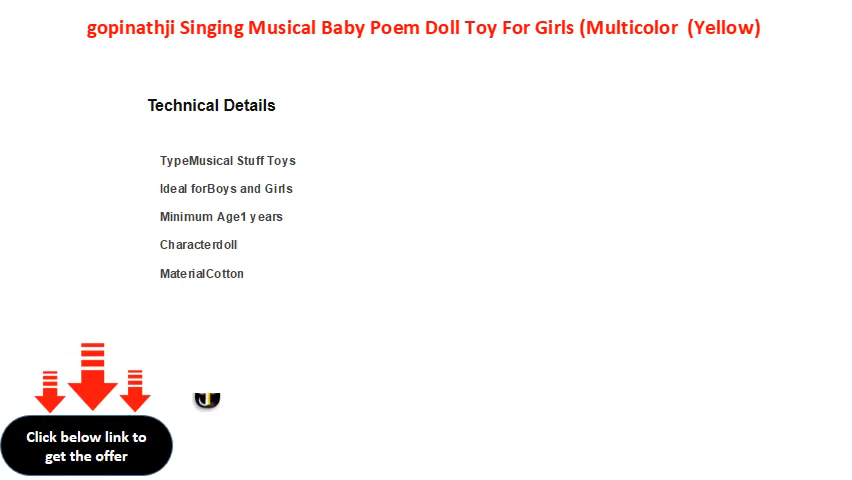 gopinathji Singing Musical Baby Poem Doll Toy For Girls (Multicolor  (Yellow)
Technical Details
TypeMusical Stuff Toys
Ideal forBoys and Girls
Minimum Age1 years
Characterdoll
MaterialCotton
Click below link to
get the offer